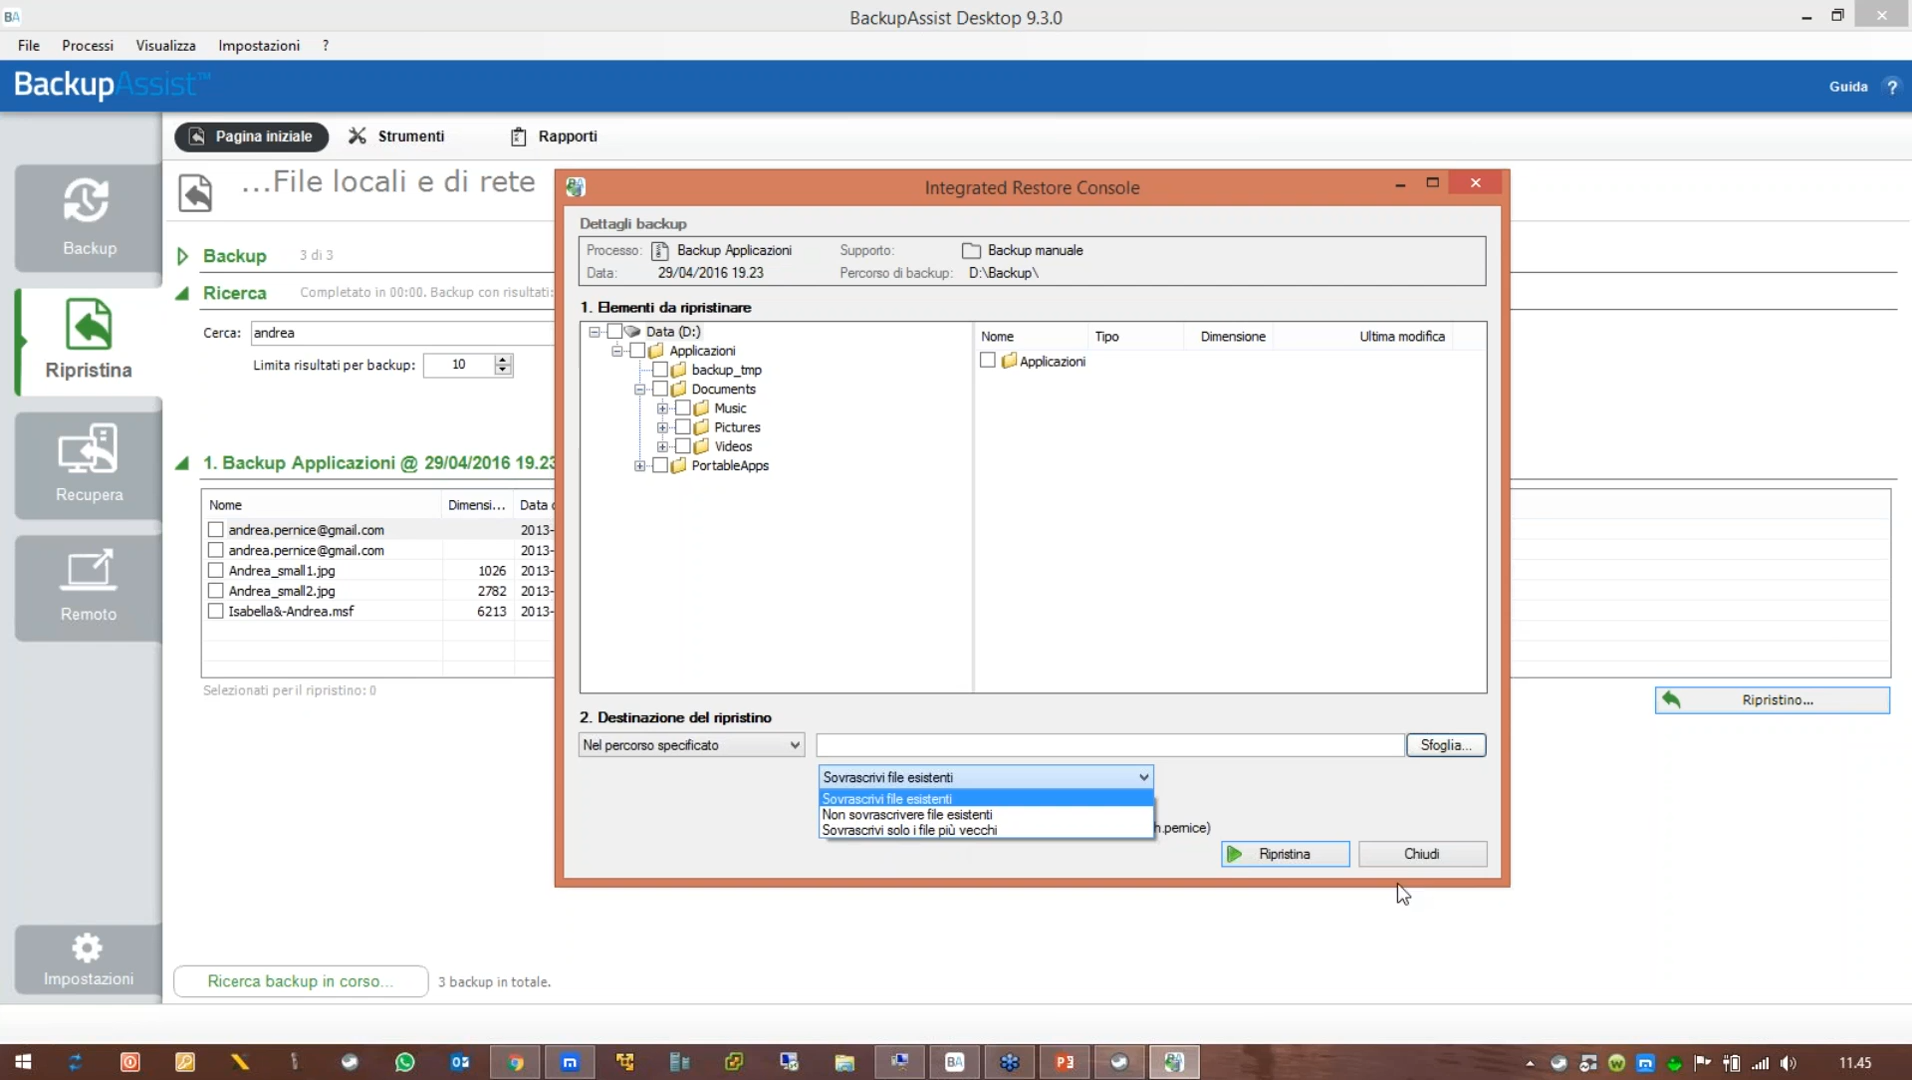 BA
BackupAssist Desktop 9.3.0
File Processi Visualizza Impostazioni ?
BackupAssist™
Guida ?
Pagina iniziale Strumenti Rapporti
...File locali e di rete
Backup
Ripristina
Recupera
Remoto
Impostazioni
Backup 3 di 3
Ricerca Completato in 00:00. Backup con risultati:
Cerca: andrea
Limita risultati per backup: 10
1. Backup Applicazioni @ 29/04/2016 19.23
Nome Dimensi... Data
andrea.pernice@gmail.com 2013-
andrea.pernice@gmail.com 2013-
Andrea_small1.jpg 1026 2013-
Andrea_small2.jpg 2782 2013-
Isabella&-Andrea.msf 6213 2013-
Selezionati per il ripristino: 0
Ripristino...
Ricerca backup in corso... 3 backup in totale.
Integrated Restore Console
Dettagli backup
Processo: Backup Applicazioni Supporto: Backup manuale
Data: 29/04/2016 19.23 Percorso di backup: D:\Backup\
1. Elementi da ripristinare
Data (D:)
Applicazioni
backup_tmp
Documents
Music
Pictures
Videos
PortableApps
Nome Tipo Dimensione Ultima modifica
Applicazioni
2. Destinazione del ripristino
Nel percorso specificato Sfoglia...
Sovrascrivi file esistenti
Sovrascrivi file esistenti
Non sovrascrivere file esistenti
Sovrascrivi solo i file più vecchi
h.pernice)
Ripristina Chiudi
BA
11.45